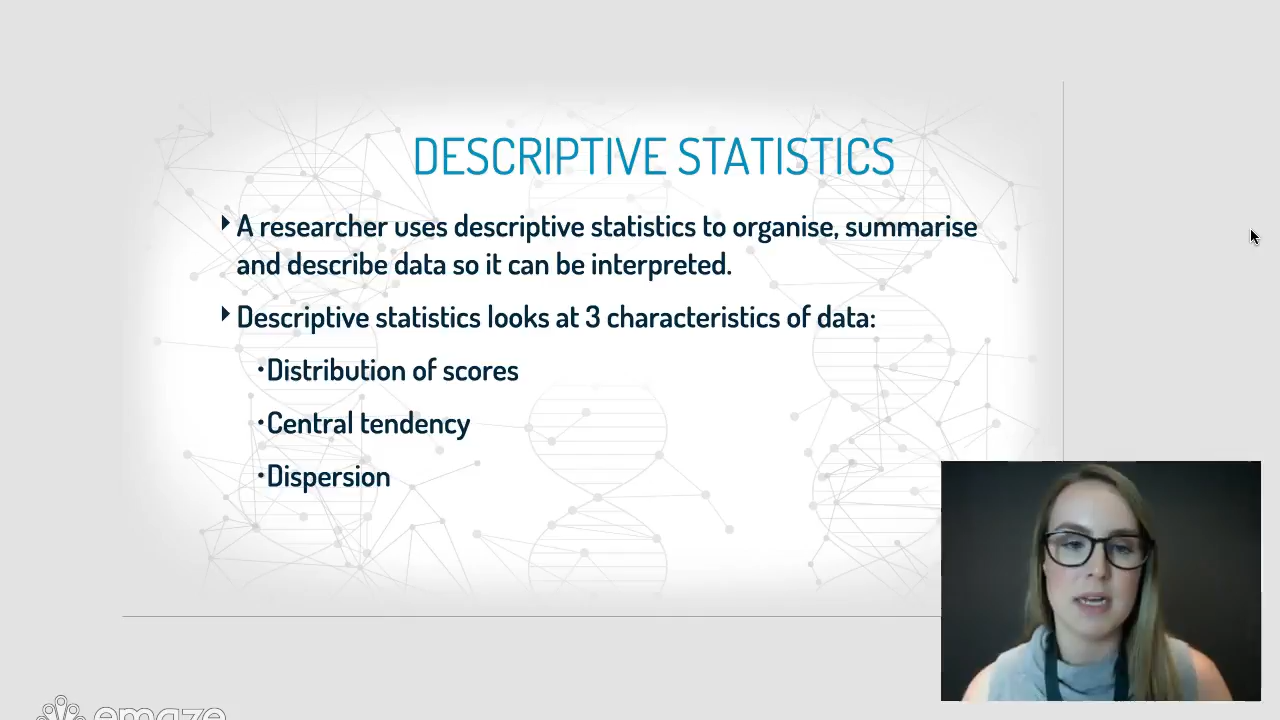 DESCRIPTIVE STATISTICS
A researcher uses descriptive statistics to organise, summarise
and describe data so it can be interpreted.
Descriptive statistics looks at 3 characteristics of data:
•Distribution of scores
•Central tendency
•Dispersion
emaze